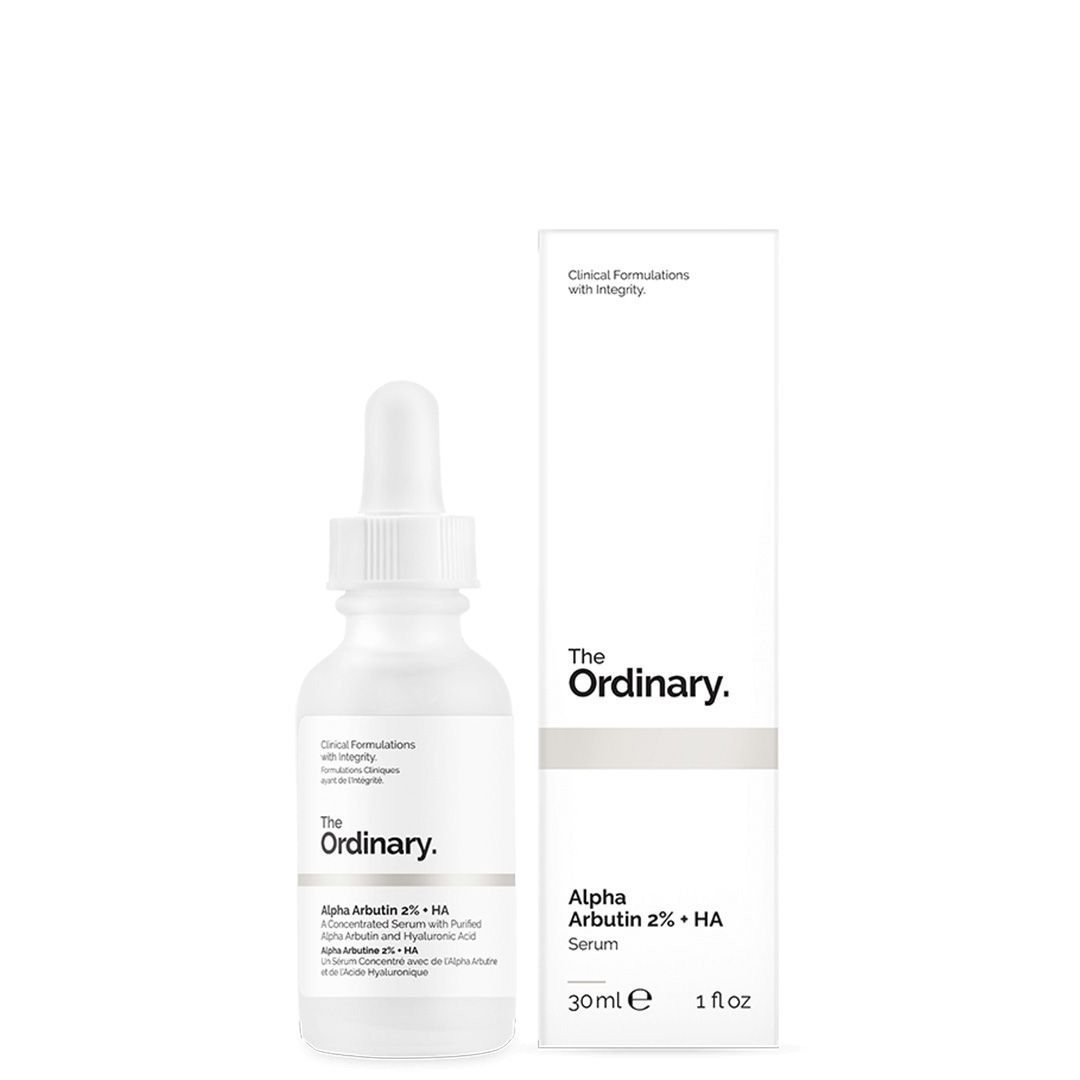 Clinical Formulations
with Integrity.
Formulations Cliniques
ayant de l'Intégrité.
The
Ordinary.
Alpha Arbutin 2% + HA
A Concentrated Serum with Purified
Alpha Arbutin and Hyaluronic Acid
Alpha Arbutine 2% + HA
Un Sérum Concentré avec de l'Alpha Arbutine
et de l'Acide Hyaluronique
Clinical Formulations
with Integrity.
The
Ordinary.
Alpha
Arbutin 2% + HA
Serum
30 ml ℮ 1 fl oz